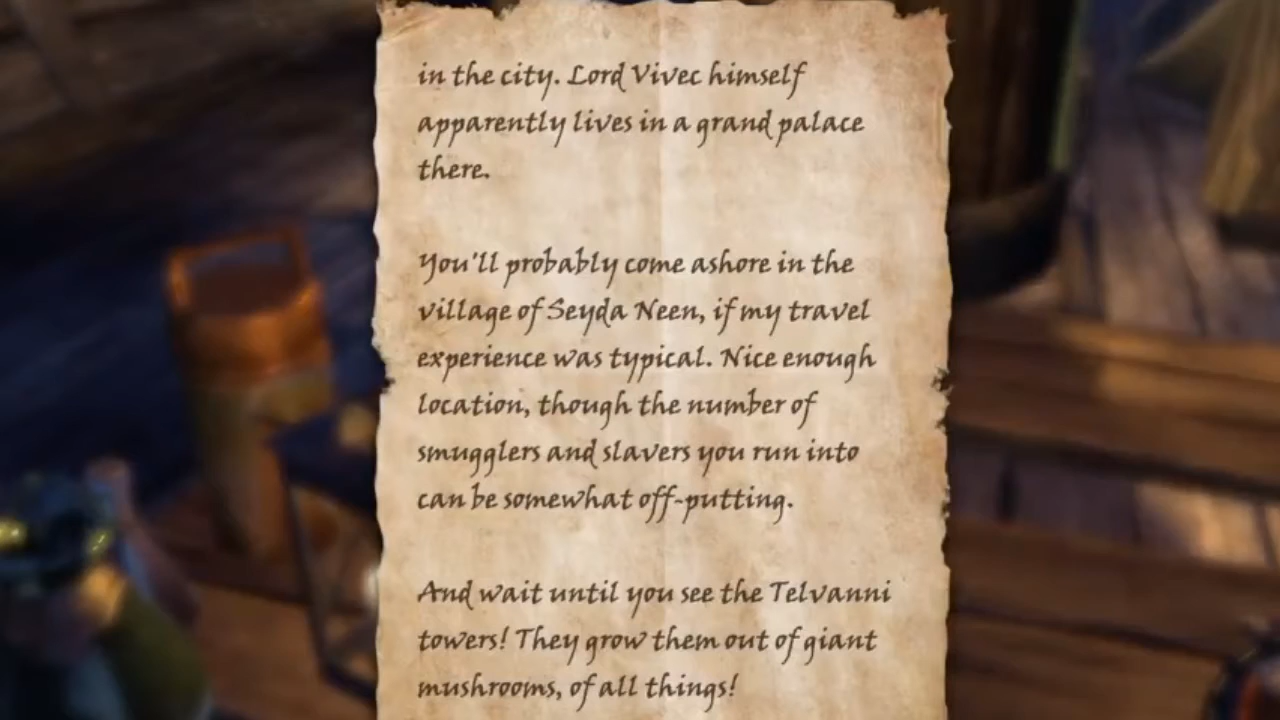 in the city. Lord Vivec himself
apparently lives in a grand palace
there.
You'll probably come ashore in the
village of Seyda Neen, if my travel
experience was typical. Nice enough
location, though the number of
smugglers and slavers you run into
can be somewhat off-putting.
And wait until you see the Telvanni
towers! They grow them out of giant
mushrooms, of all things!